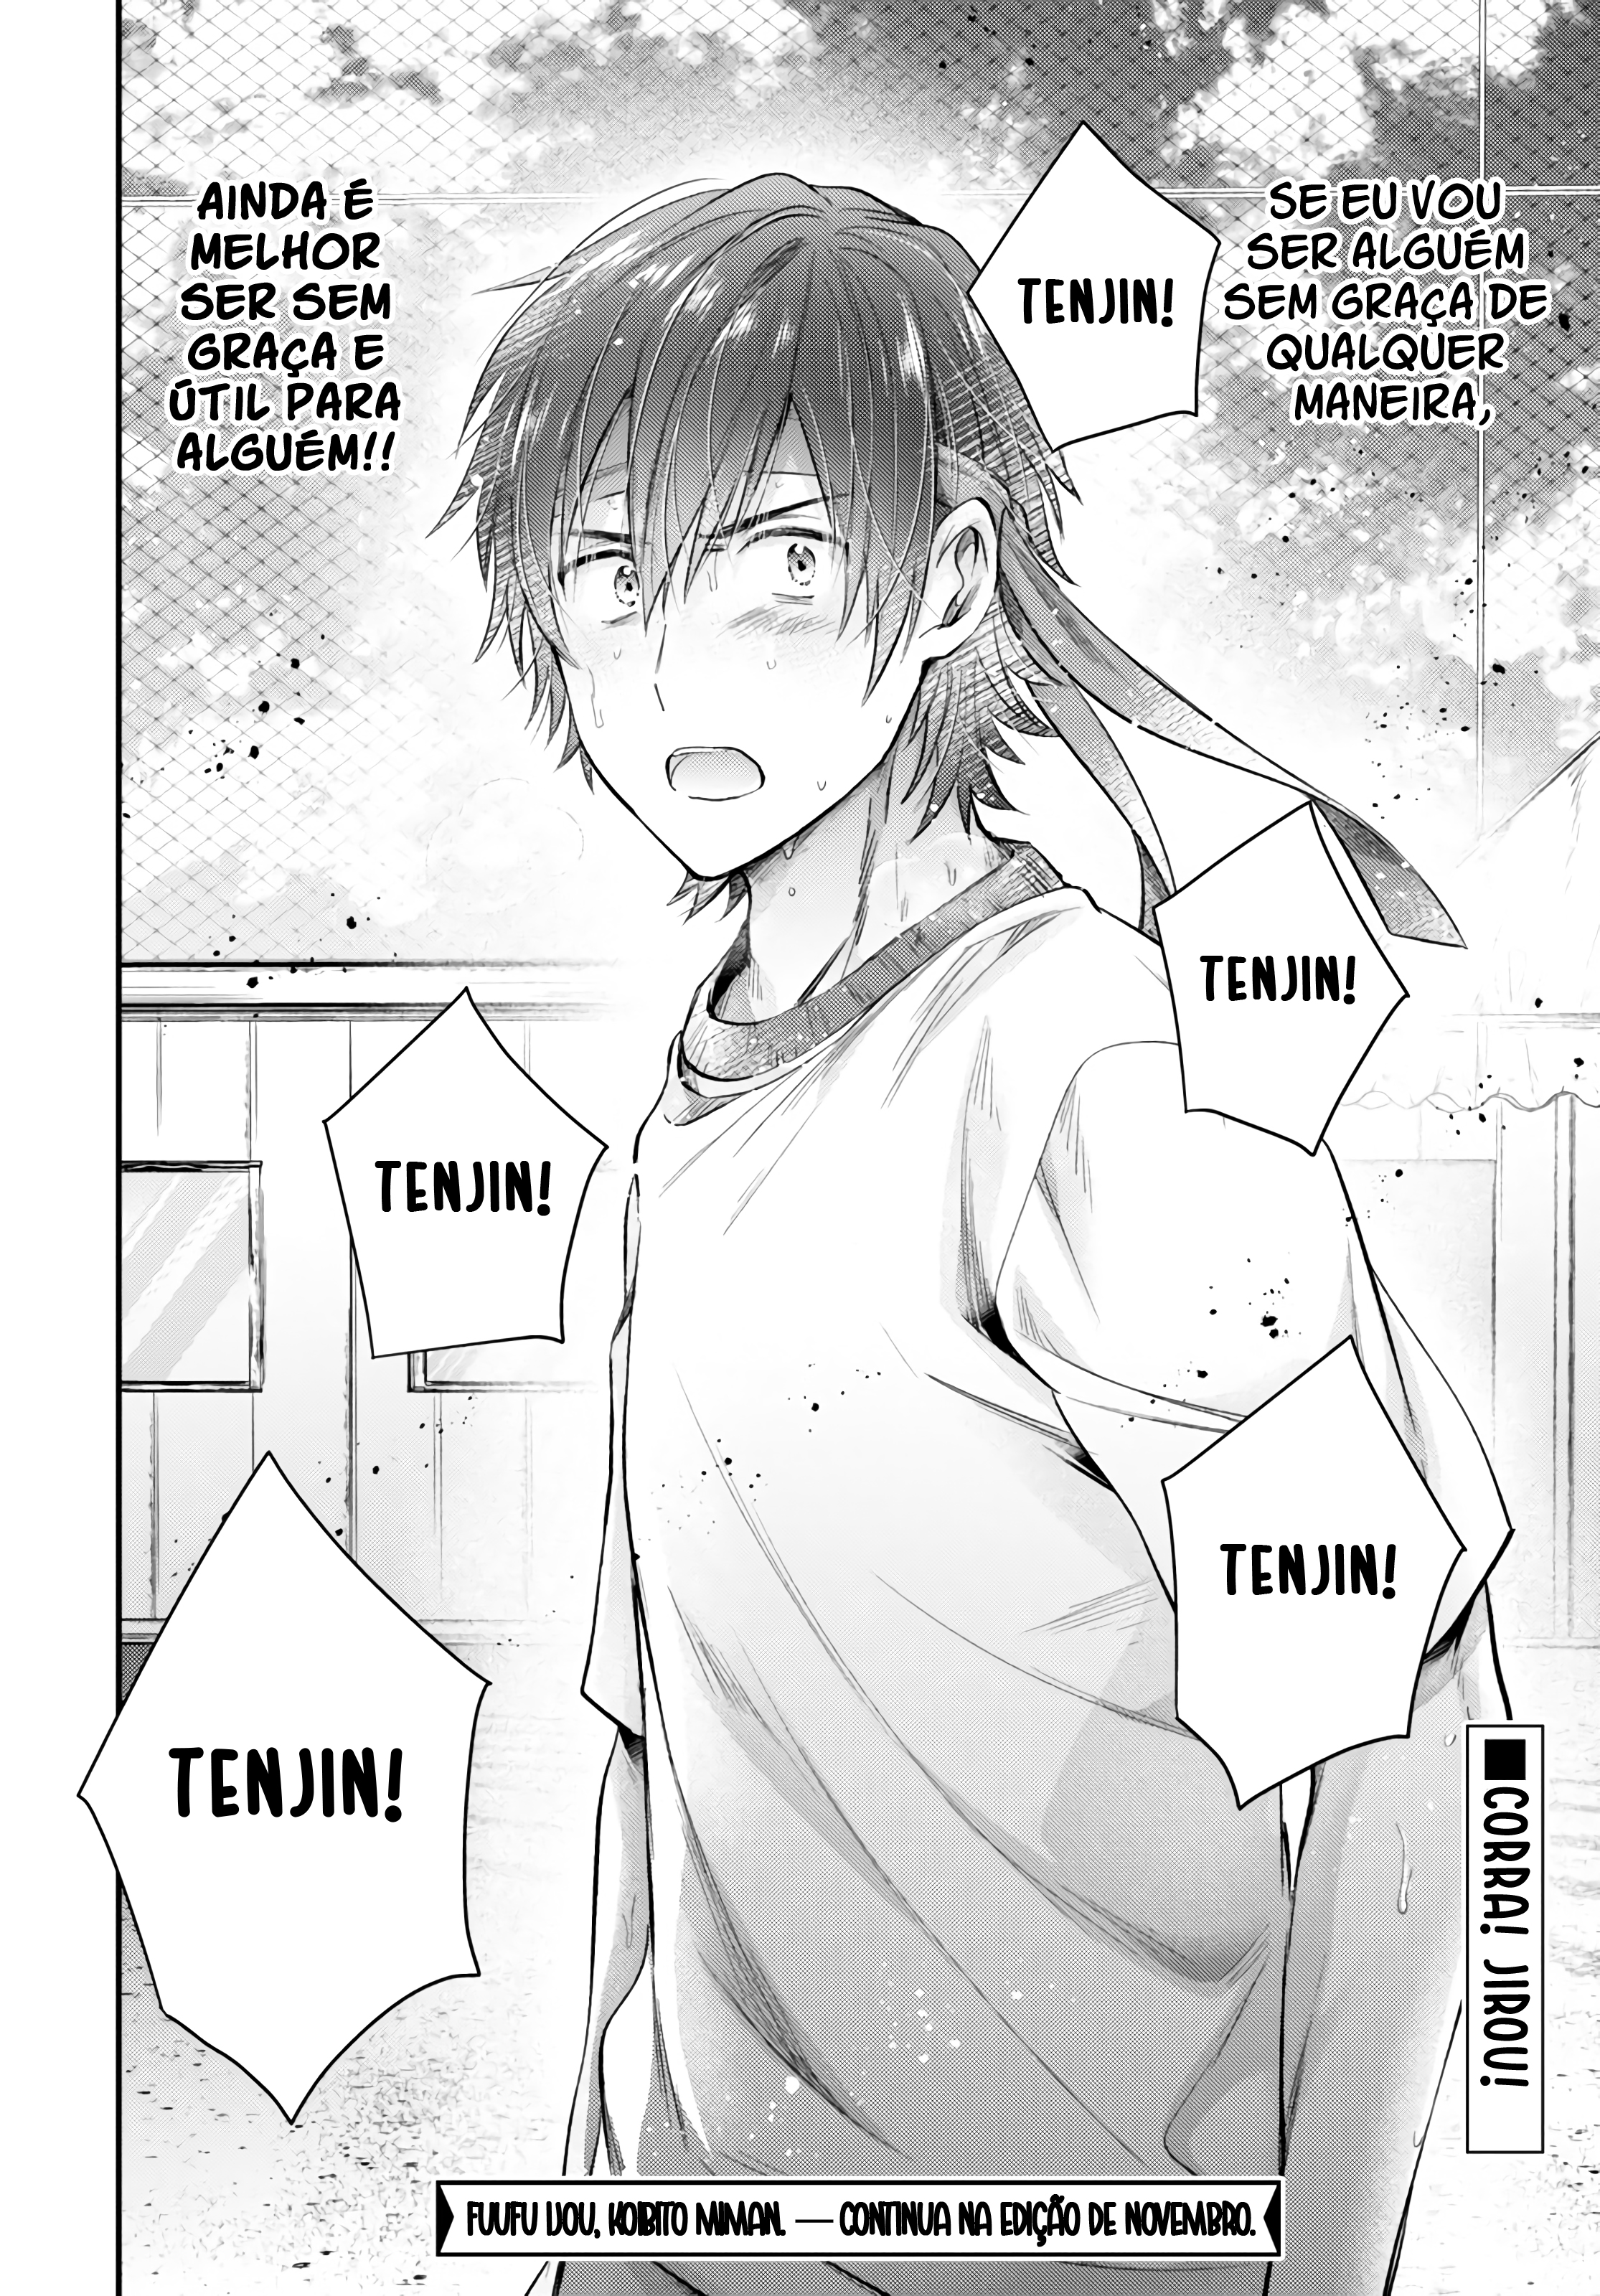 SE EU VOU
SER ALGUÉM
SEM GRAÇA DE
QUALQUER
MANEIRA,
TENJIN!
AINDA É
MELHOR
SER SEM
GRAÇA E
ÚTIL PARA
ALGUÉM!!
TENJIN!
TENJIN!
TENJIN!
TENJIN!
■CORRA! JIROU!
FUUFU IJOU, KOIBITO MIMAN. — CONTINUA NA EDIÇÃO DE NOVEMBRO.